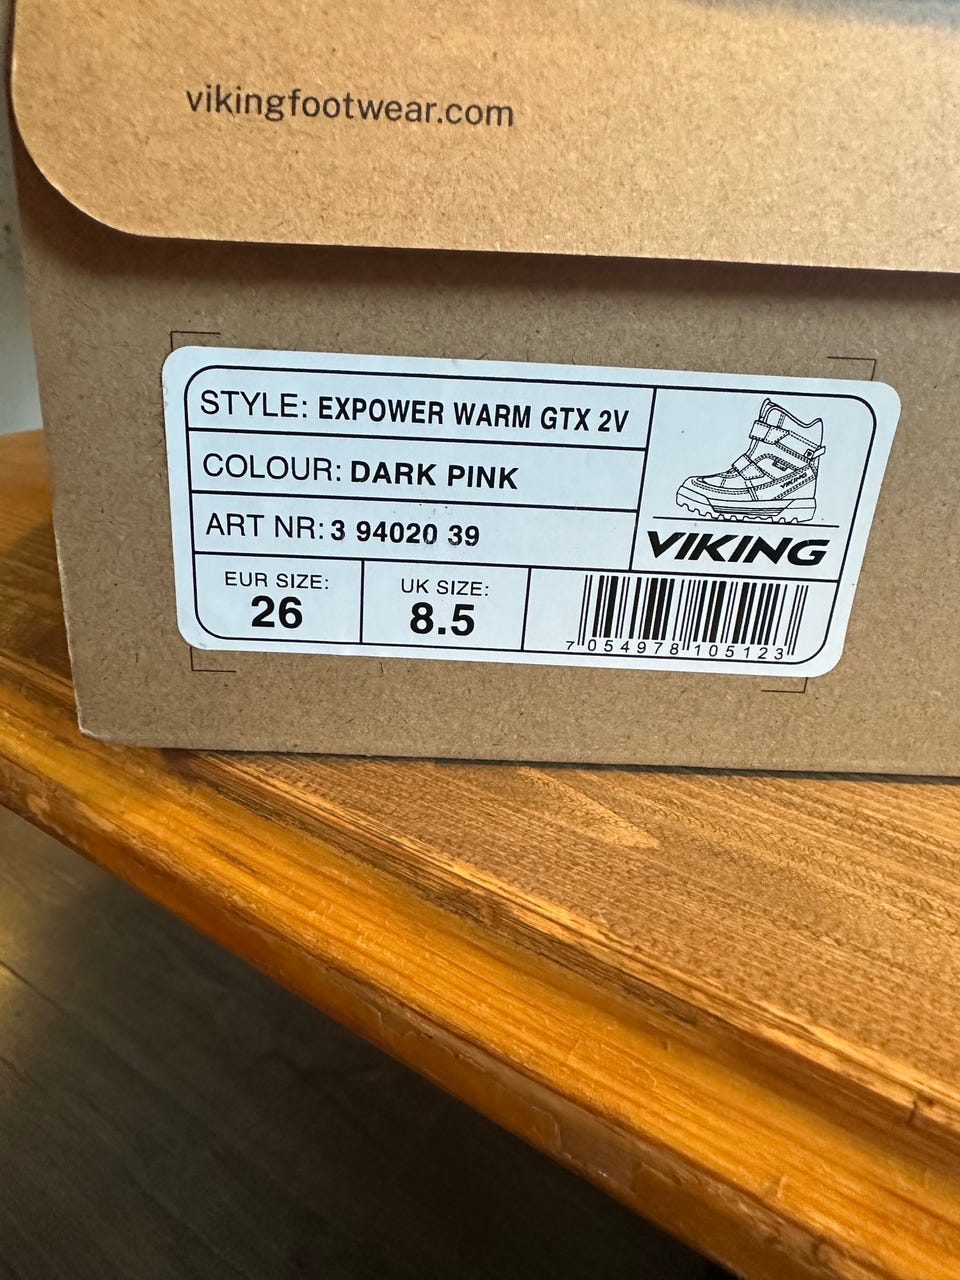 vikingfootwear.com
STYLE: EXPOWER WARM GTX 2V
COLOUR: DARK PINK
ART NR: 3 94020 39
VIKING
VIKING
EUR SIZE:
26
UK SIZE:
8.5
7 054978 105123